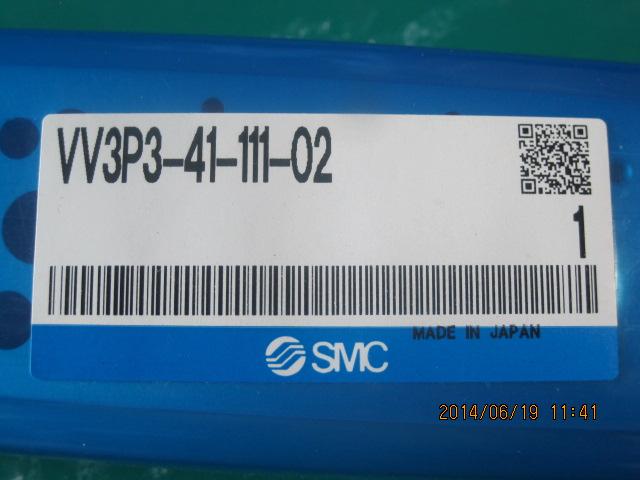 VV3P3-41-111-02
1
MADE IN JAPAN
SMC
2014/06/19 11:41